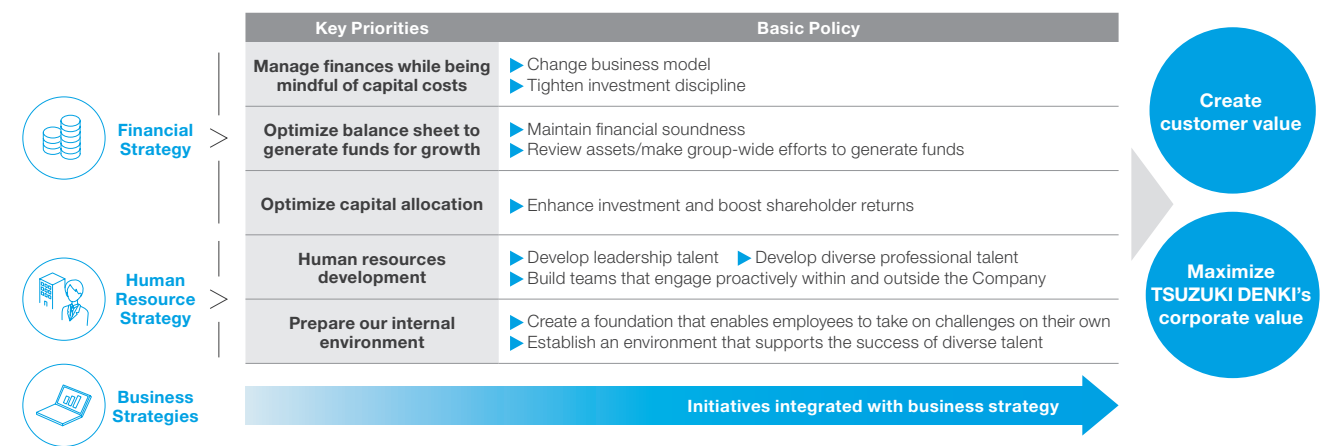 Key Priorities
Basic Policy
Financial
Strategy
Manage finances while being
mindful of capital costs
▶ Change business model
▶ Tighten investment discipline
Optimize balance sheet to
generate funds for growth
▶ Maintain financial soundness
▶ Review assets/make group-wide efforts to generate funds
Optimize capital allocation
▶ Enhance investment and boost shareholder returns
Human
Resource
Strategy
Human resources
development
▶ Develop leadership talent ▶ Develop diverse professional talent
▶ Build teams that engage proactively within and outside the Company
Prepare our internal
environment
▶ Create a foundation that enables employees to take on challenges on their own
▶ Establish an environment that supports the success of diverse talent
Business
Strategies
Initiatives integrated with business strategy
Create
customer value
Maximize
TSUZUKI DENKI's
corporate value